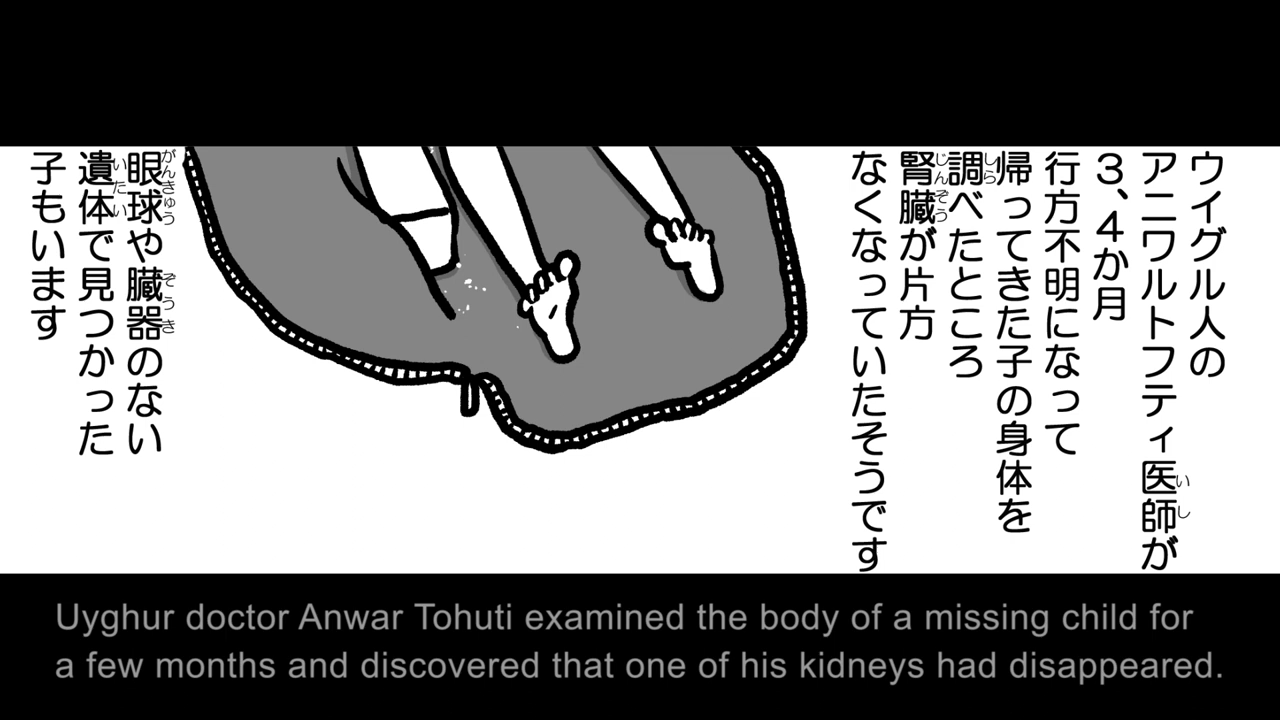 ウイグル人の
アニワルトフティ医師が
3、4か月
行方不明になって
帰ってきた子の身体を
調べたところ
腎臓が片方
なくなっていたそうです
眼球や臓器のない
遺体で見つかった
子もいます
Uyghur doctor Anwar Tohuti examined the body of a missing child for
a few months and discovered that one of his kidneys had disappeared.